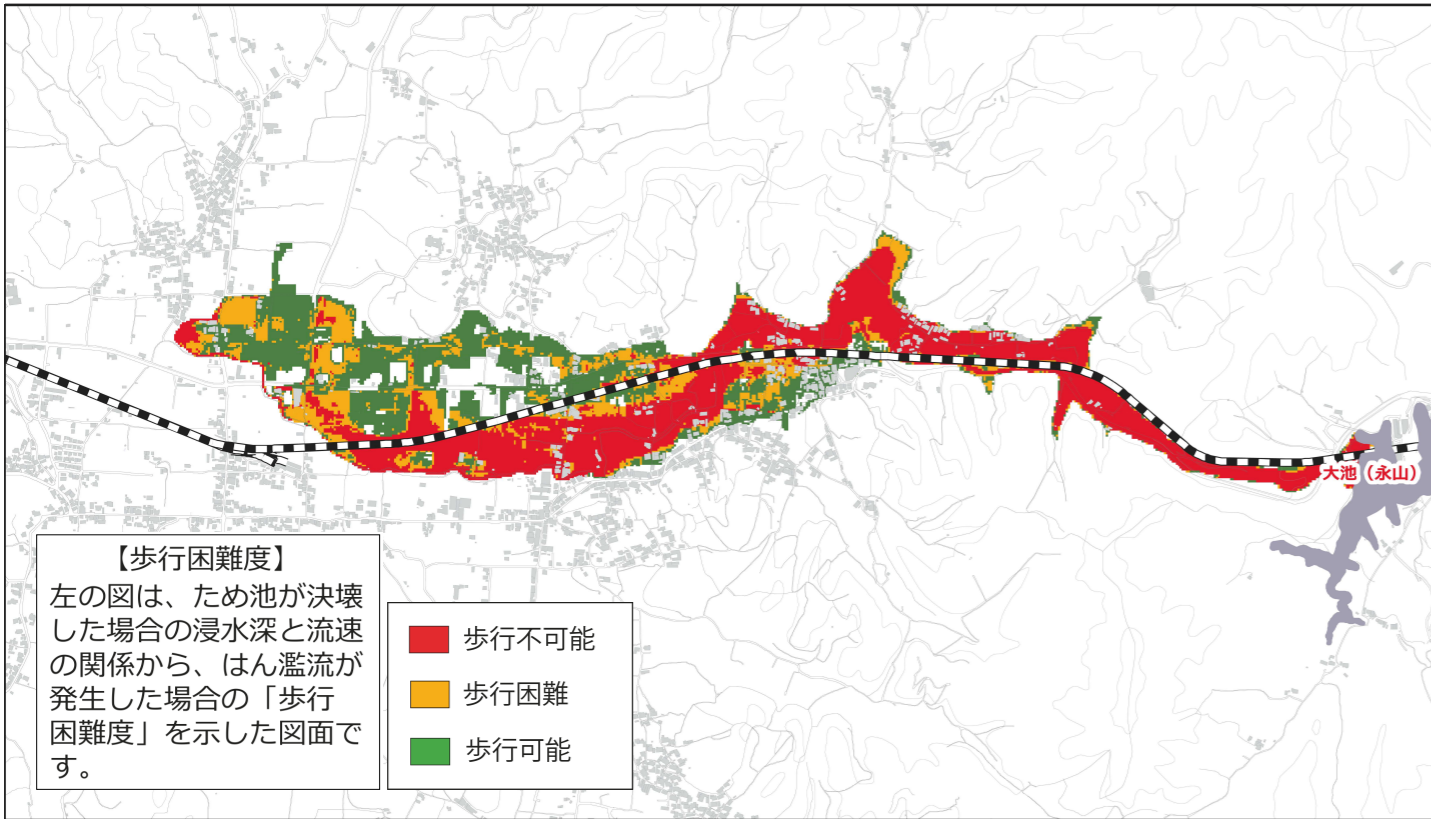 大池（永山）
【歩行困難度】
左の図は、ため池が決壊
した場合の浸水深と流速
の関係から、はん濫流が
発生した場合の「歩行
困難度」を示した図面で
す。
歩行不可能
歩行困難
歩行可能